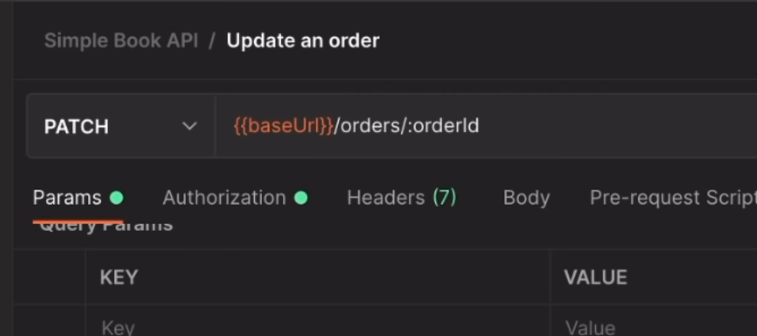 Simple Book API / Update an order
PATCH {{baseUrl}}/orders/:orderId
Params Authorization Headers (7) Body Pre-request Script
Query Params
KEY VALUE
Key Value